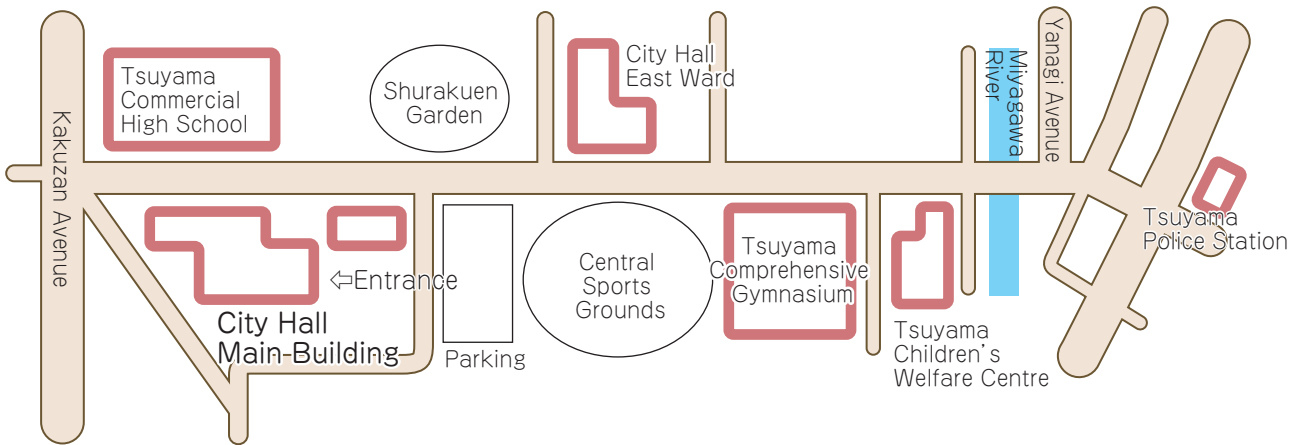 Kakuzan Avenue
Tsuyama
Commercial
High School
Shurakuen
Garden
City Hall
East Ward
Miyagawa
River
Yanagi Avenue
Tsuyama
Police Station
⇦Entrance
City Hall
Main Building
Parking
Central
Sports
Grounds
Tsuyama
Comprehensive
Gymnasium
Tsuyama
Children’s
Welfare Centre